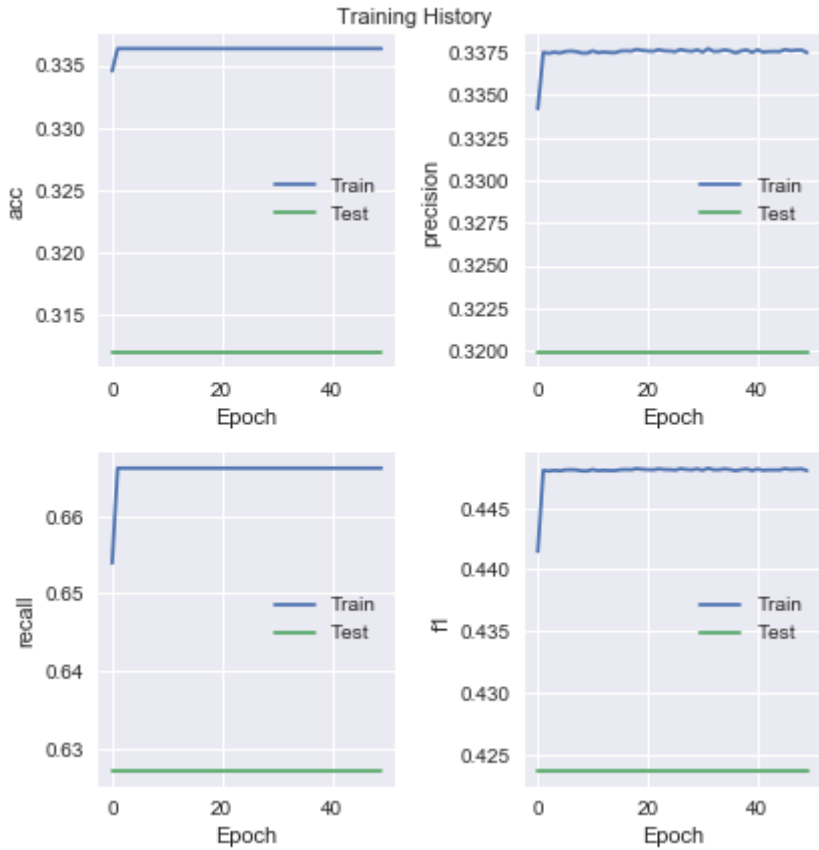 Training History
acc
0.335
0.330
0.325
0.320
0.315
Train
Test
0 20 40
Epoch
precision
0.3375
0.3350
0.3325
0.3300
0.3275
0.3250
0.3225
0.3200
Train
Test
0 20 40
Epoch
recall
0.66
0.65
0.64
0.63
Train
Test
0 20 40
Epoch
f1
0.445
0.440
0.435
0.430
0.425
Train
Test
0 20 40
Epoch